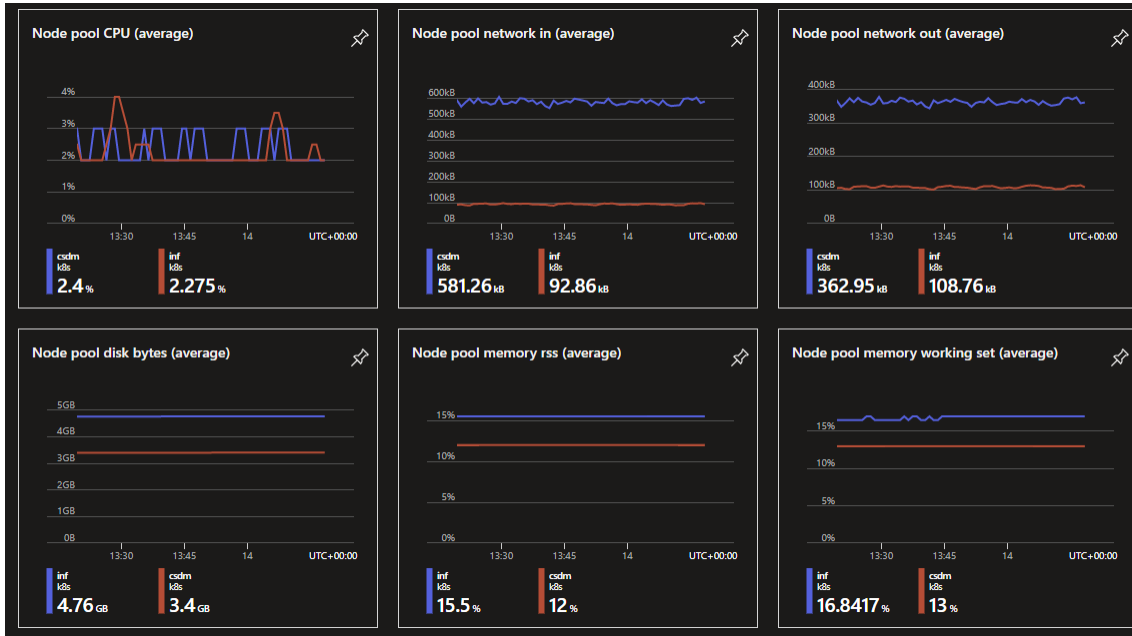 Node pool CPU (average)
4%
3%
2%
1%
0%
13:30 13:45 14 UTC+00:00
csdm
k8s
2.4 %
inf
k8s
2.275 %
Node pool network in (average)
600kB
500kB
400kB
300kB
200kB
100kB
0B
13:30 13:45 14 UTC+00:00
csdm
k8s
581.26 kB
inf
k8s
92.86 kB
Node pool network out (average)
400kB
300kB
200kB
100kB
0B
13:30 13:45 14 UTC+00:00
csdm
k8s
362.95 kB
inf
k8s
108.76 kB
Node pool disk bytes (average)
5GB
4GB
3GB
2GB
1GB
0B
13:30 13:45 14 UTC+00:00
inf
k8s
4.76 GB
csdm
k8s
3.4 GB
Node pool memory rss (average)
15%
10%
5%
0%
13:30 13:45 14 UTC+00:00
inf
k8s
15.5 %
csdm
k8s
12 %
Node pool memory working set (average)
15%
10%
5%
0%
13:30 13:45 14 UTC+00:00
inf
k8s
16.8417 %
csdm
k8s
13 %